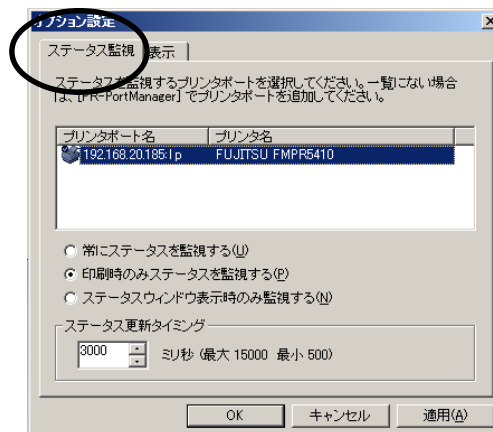 オプション設定
ステータス監視 表示
ステータスを監視するプリンタポートを選択してください。一覧にない場合
は、[PR-PortManager] でプリンタポートを追加してください。
プリンタポート名 プリンタ名
192.168.20.185:lp FUJITSU FMPR5410
常にステータスを監視する(U)
印刷時のみステータスを監視する(P)
ステータスウィンドウ表示時のみ監視する(N)
ステータス更新タイミング
3000 ミリ秒 (最大 15000 最小 500)
OK キャンセル 適用(A)